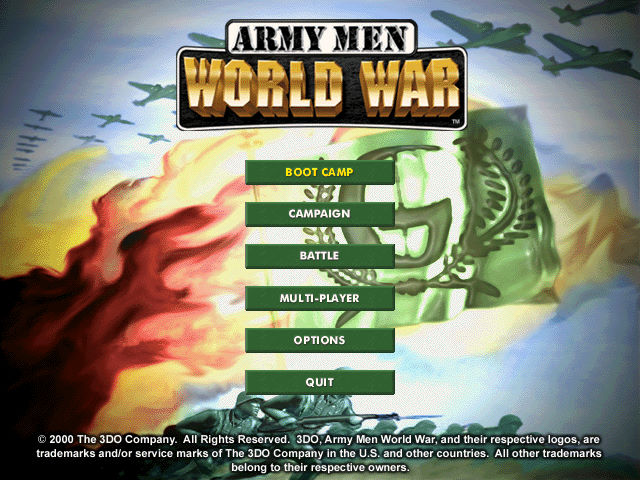 ARMY MEN
WORLD WAR
TM
BOOT CAMP
CAMPAIGN
BATTLE
MULTI-PLAYER
OPTIONS
QUIT
© 2000 The 3DO Company. All Rights Reserved. 3DO, Army Men World War, and their respective logos, are
trademarks and/or service marks of The 3DO Company in the U.S. and other countries. All other trademarks
belong to their respective owners.